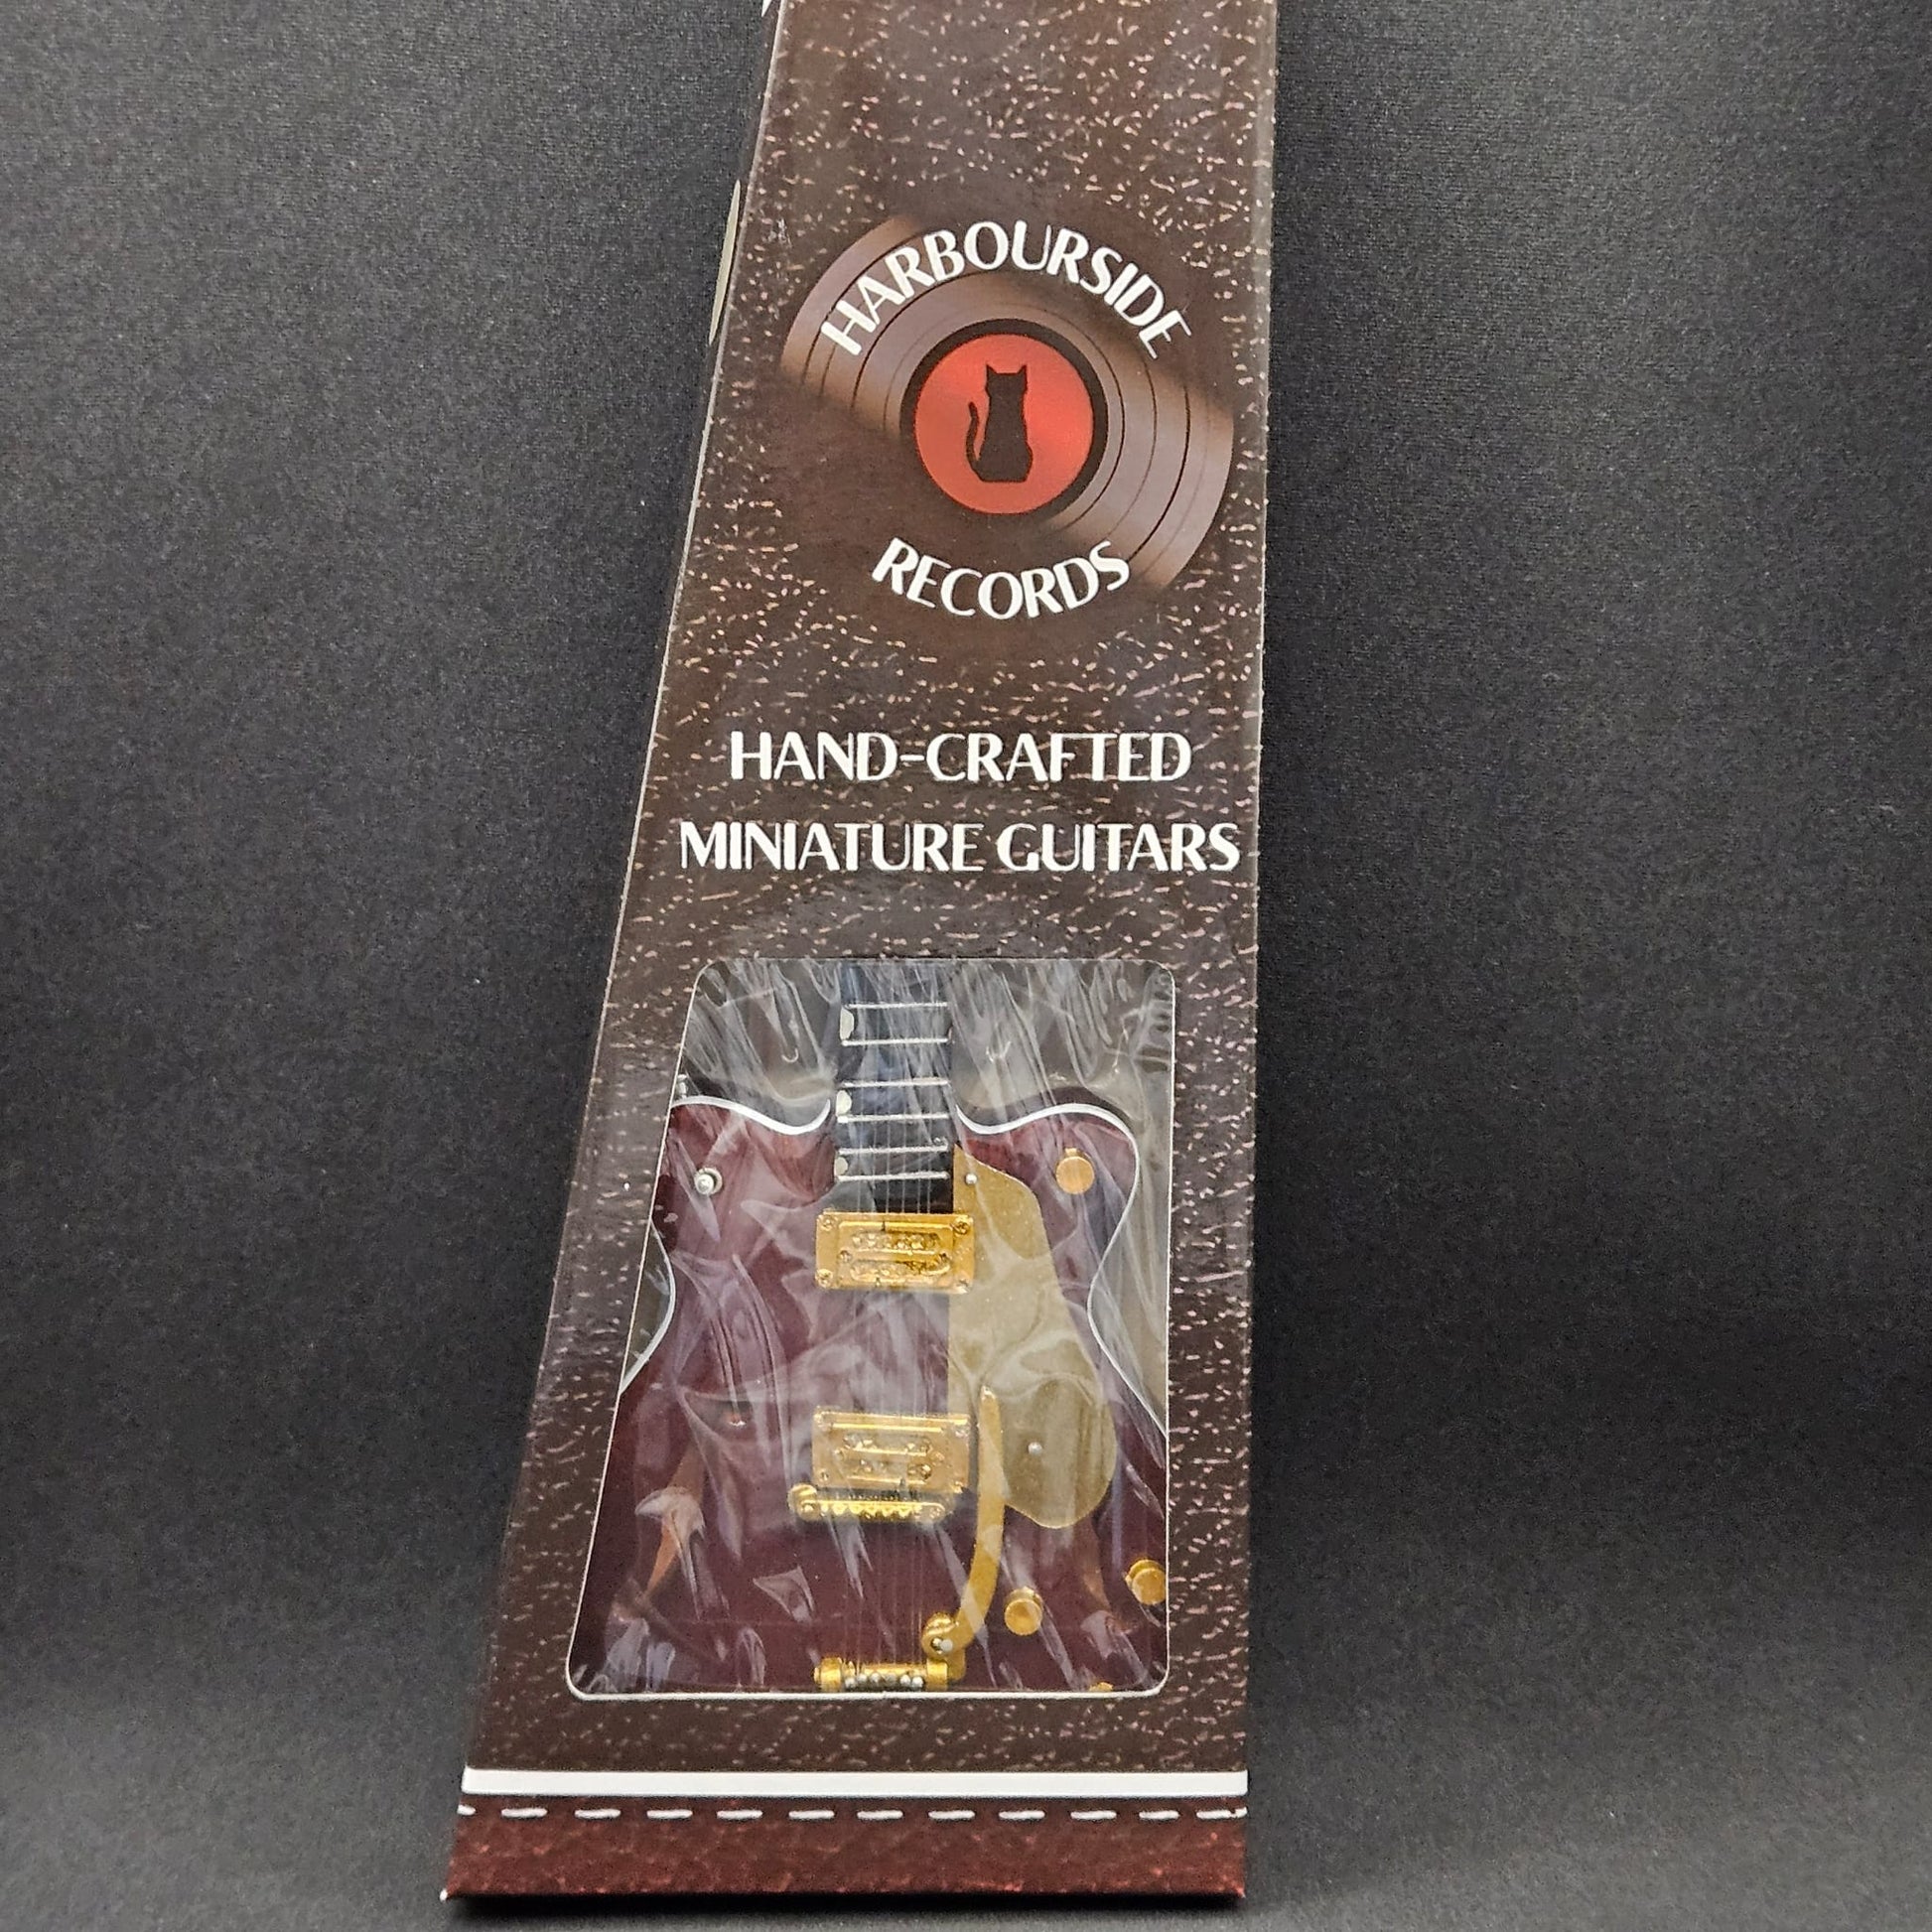 HARBOURSIDE
RECORDS
HAND-CRAFTED
MINIATURE GUITARS